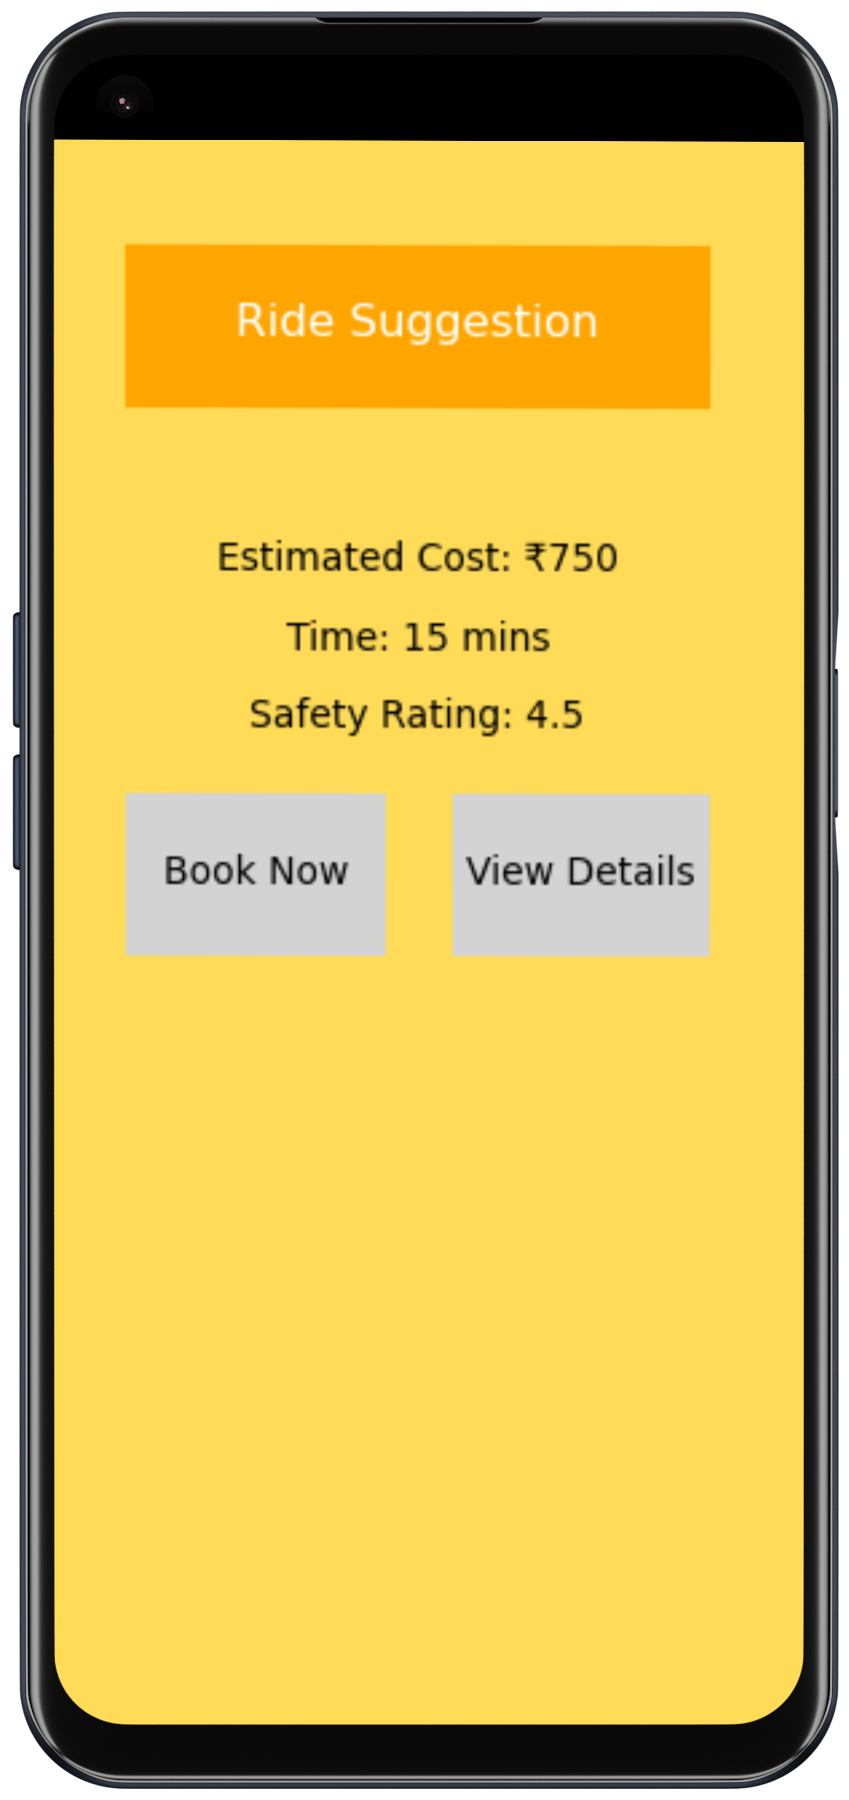 Ride Suggestion
Estimated Cost: ₹750
Time: 15 mins
Safety Rating: 4.5
Book Now
View Details